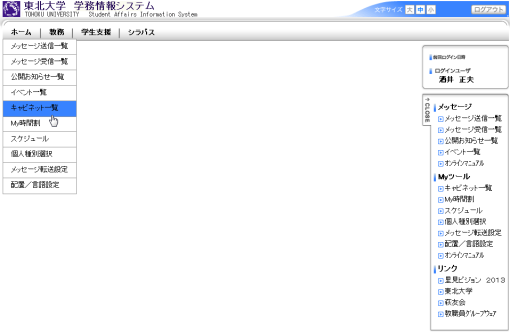 東北大学 学務情報システム
TOHOKU UNIVERSITY Student Affairs Information System
文字サイズ 大 中 小
ログアウト
ホーム 教務 学生支援 シラバス
メッセージ送信一覧
メッセージ受信一覧
公開お知らせ一覧
イベント一覧
キャビネット一覧
My時間割
スケジュール
個人種別選択
メッセージ転送設定
配置/言語設定
前回ログイン日時
ログインユーザ
酒井 正夫
CLOSE
メッセージ
メッセージ送信一覧
メッセージ受信一覧
公開お知らせ一覧
イベント一覧
オンラインマニュアル
Myツール
キャビネット一覧
My時間割
スケジュール
個人種別選択
メッセージ転送設定
配置/言語設定
オンラインマニュアル
リンク
里見ビジョン 2013
東北大学
萩友会
教職員グループウェア